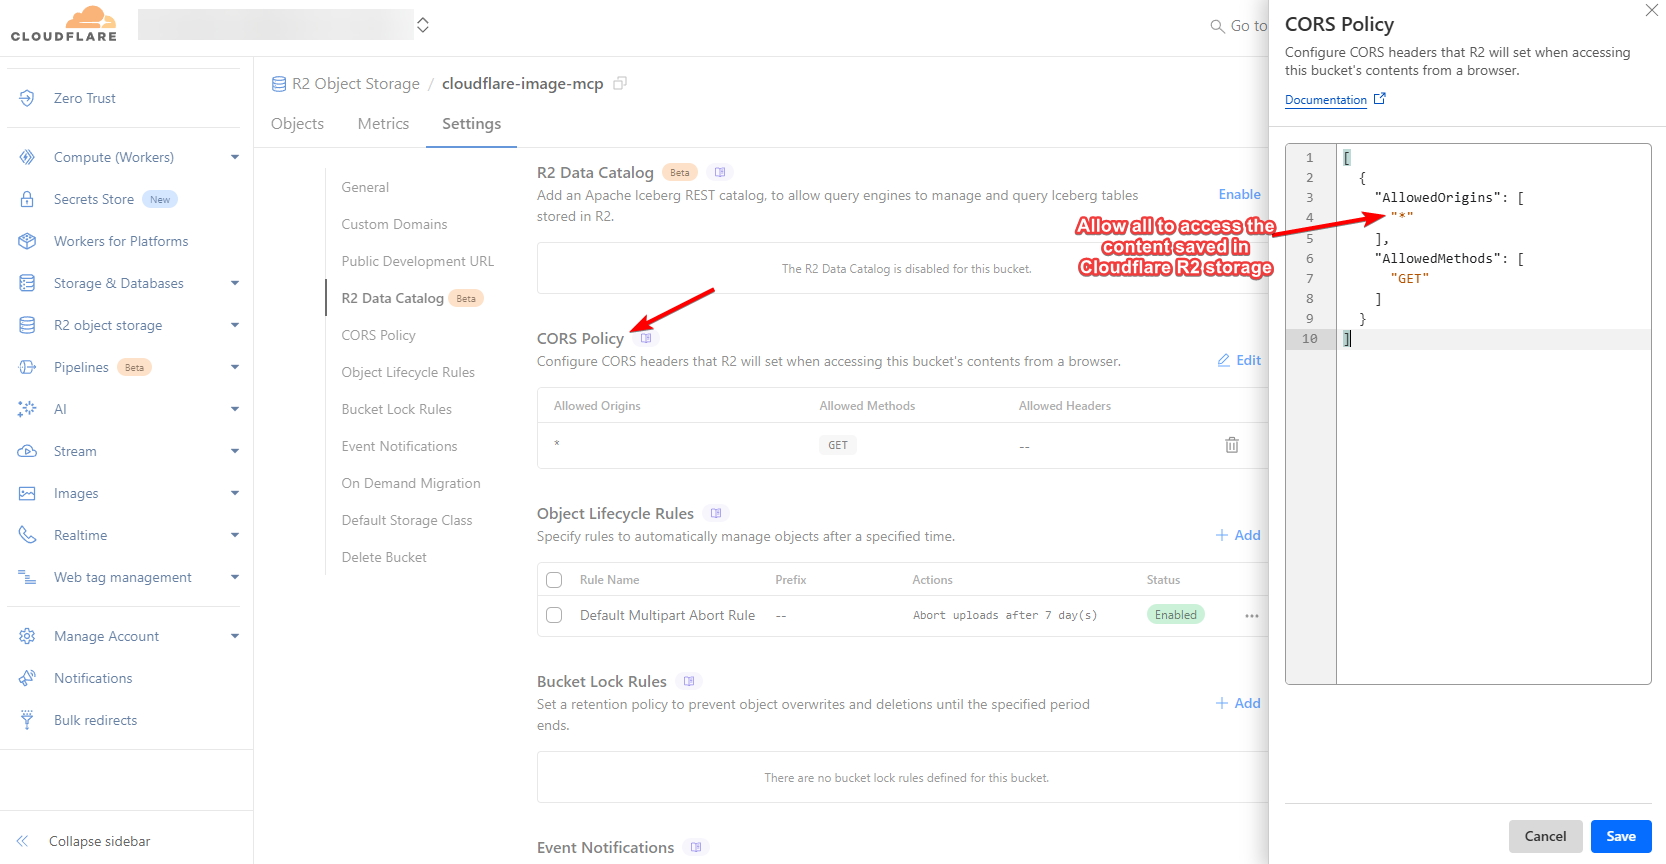 CLOUDFLARE
Go to
Zero Trust
Compute (Workers)
Secrets Store New
Workers for Platforms
Storage & Databases
R2 object storage
Pipelines Beta
AI
Stream
Images
Realtime
Web tag management
Manage Account
Notifications
Bulk redirects
Collapse sidebar
R2 Object Storage / cloudflare-image-mcp
Objects Metrics Settings
General
Custom Domains
Public Development URL
R2 Data Catalog Beta
CORS Policy
Object Lifecycle Rules
Bucket Lock Rules
Event Notifications
On Demand Migration
Default Storage Class
Delete Bucket
R2 Data Catalog Beta
Add an Apache Iceberg REST catalog, to allow query engines to manage and query Iceberg tables
stored in R2.
Enable
The R2 Data Catalog is disabled for this bucket.
Allow all to access the
content saved in
Cloudflare R2 storage
CORS Policy
Configure CORS headers that R2 will set when accessing this bucket's contents from a browser.
Edit
Allowed Origins Allowed Methods Allowed Headers
* GET --
Object Lifecycle Rules
Specify rules to automatically manage objects after a specified time.
+ Add
Rule Name Prefix Actions Status
Default Multipart Abort Rule -- Abort uploads after 7 day(s) Enabled ...
Bucket Lock Rules
Set a retention policy to prevent object overwrites and deletions until the specified period
ends.
+ Add
There are no bucket lock rules defined for this bucket.
Event Notifications
CORS Policy
Configure CORS headers that R2 will set when accessing
this bucket's contents from a browser.
Documentation
1 [
2 {
3 "AllowedOrigins": [
4 "*"
5 ],
6 "AllowedMethods": [
7 "GET"
8 ]
9 }
10 ]
Cancel Save